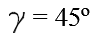 γ = 45º